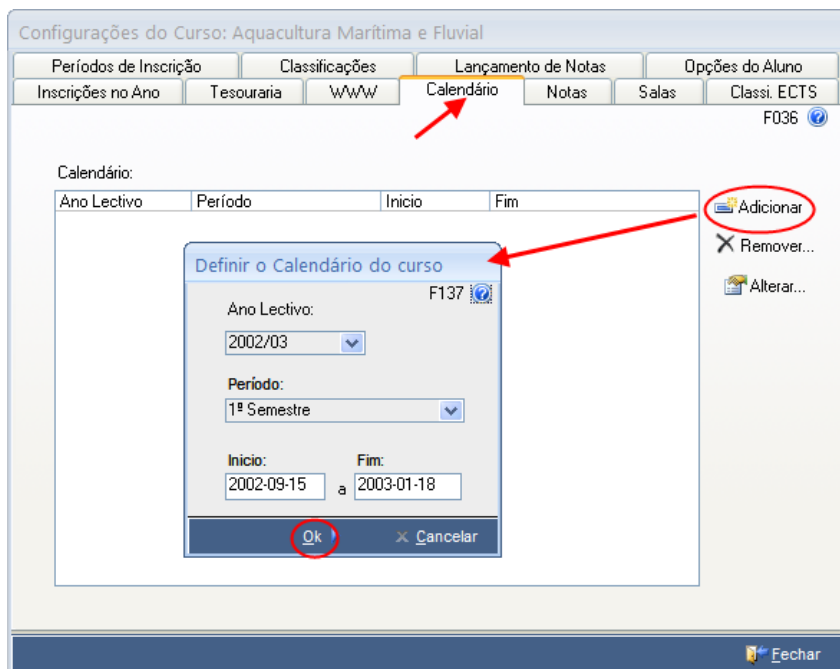 Configurações do Curso: Aquacultura Marítima e Fluvial
Períodos de Inscrição Classificações Lançamento de Notas Opções do Aluno
Inscrições no Ano Tesouraria WWW Calendário Notas Salas Classi. ECTS
F036
Calendário:
Ano Lectivo Período Inicio Fim
Adicionar
Remover...
Alterar...
Definir o Calendário do curso
F137
Ano Lectivo:
2002/03
Período:
1º Semestre
Inicio: Fim:
2002-09-15 a 2003-01-18
Ok Cancelar
Fechar